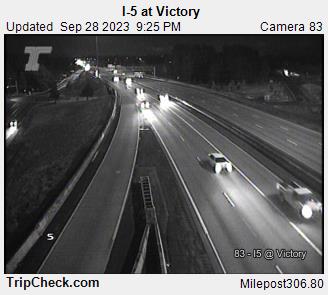 I-5 at Victory
Updated Sep 28 2023 9:25 PM Camera 83
T
S
83 - I5 @ Victory
TripCheck.com Milepost306.80